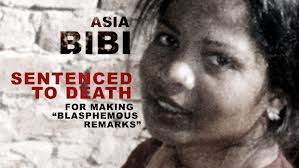 ASIA
BIBI
SENTENCED
TO DEATH
FOR MAKING
“BLASPHEMOUS
REMARKS”